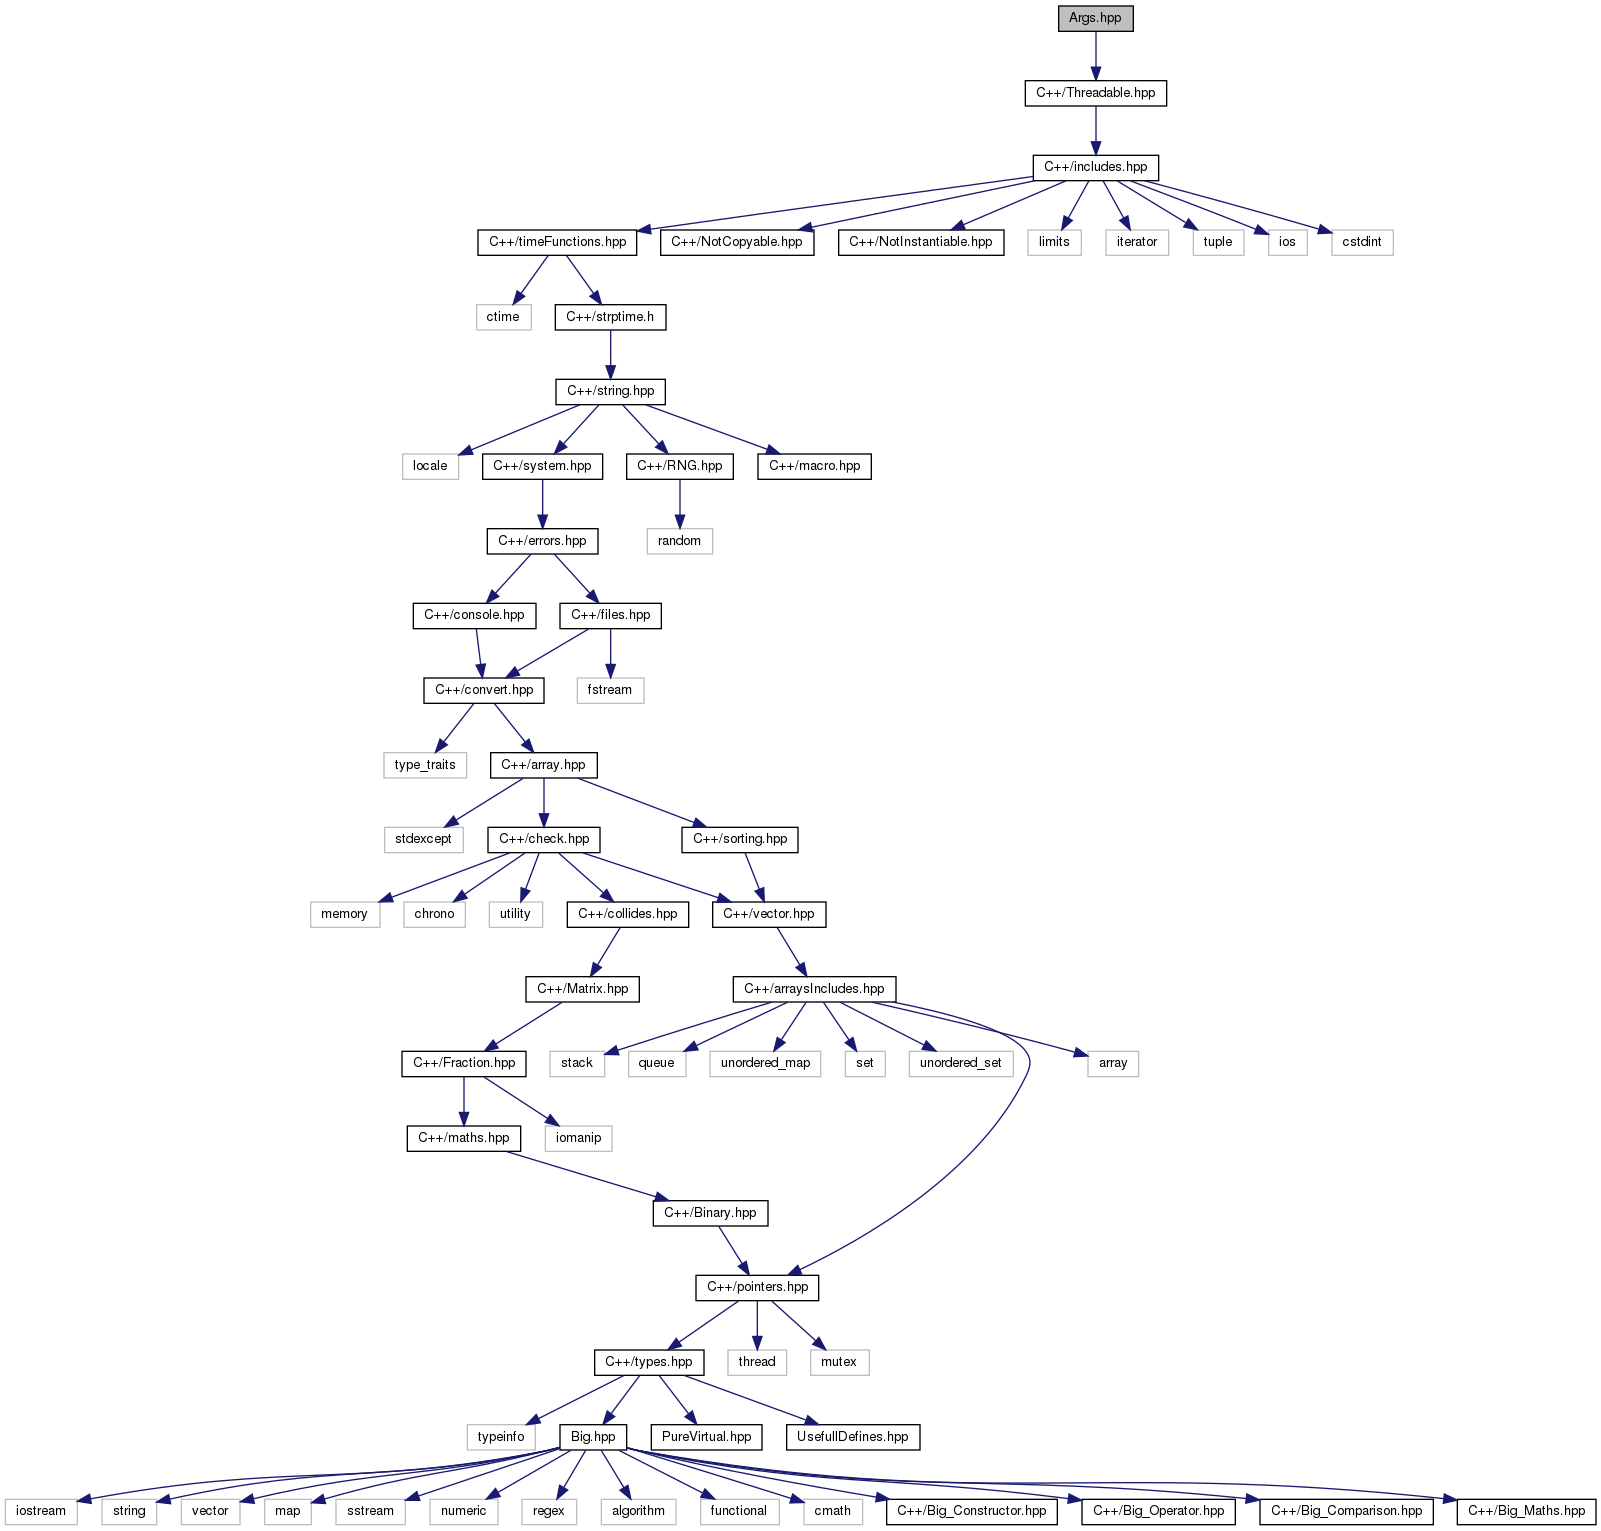 Args.hpp
C++/Threadable.hpp
C++/includes.hpp
C++/timeFunctions.hpp
C++/NotCopyable.hpp
C++/NotInstantiable.hpp
limits
iterator
tuple
ios
cstdint
ctime
C++/strptime.h
C++/string.hpp
locale
C++/system.hpp
C++/RNG.hpp
C++/macro.hpp
C++/errors.hpp
random
C++/console.hpp
C++/files.hpp
C++/convert.hpp
fstream
type_traits
C++/array.hpp
stdexcept
C++/check.hpp
C++/sorting.hpp
memory
chrono
utility
C++/collides.hpp
C++/vector.hpp
C++/Matrix.hpp
C++/arraysIncludes.hpp
C++/Fraction.hpp
stack
queue
unordered_map
set
unordered_set
array
C++/maths.hpp
iomanip
C++/Binary.hpp
C++/pointers.hpp
C++/types.hpp
thread
mutex
typeinfo
Big.hpp
PureVirtual.hpp
UsefullDefines.hpp
iostream
string
vector
map
sstream
numeric
regex
algorithm
functional
cmath
C++/Big_Constructor.hpp
C++/Big_Operator.hpp
C++/Big_Comparison.hpp
C++/Big_Maths.hpp